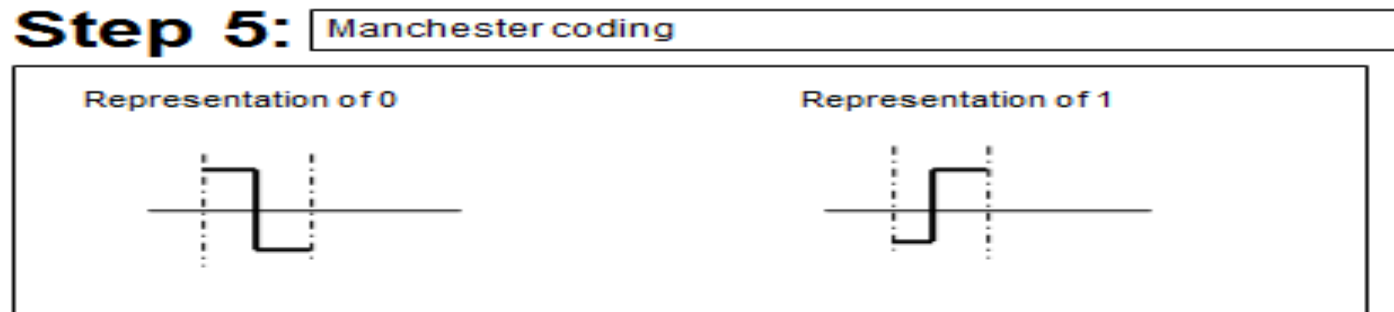 Step 5: Manchester coding
Representation of 0 Representation of 1